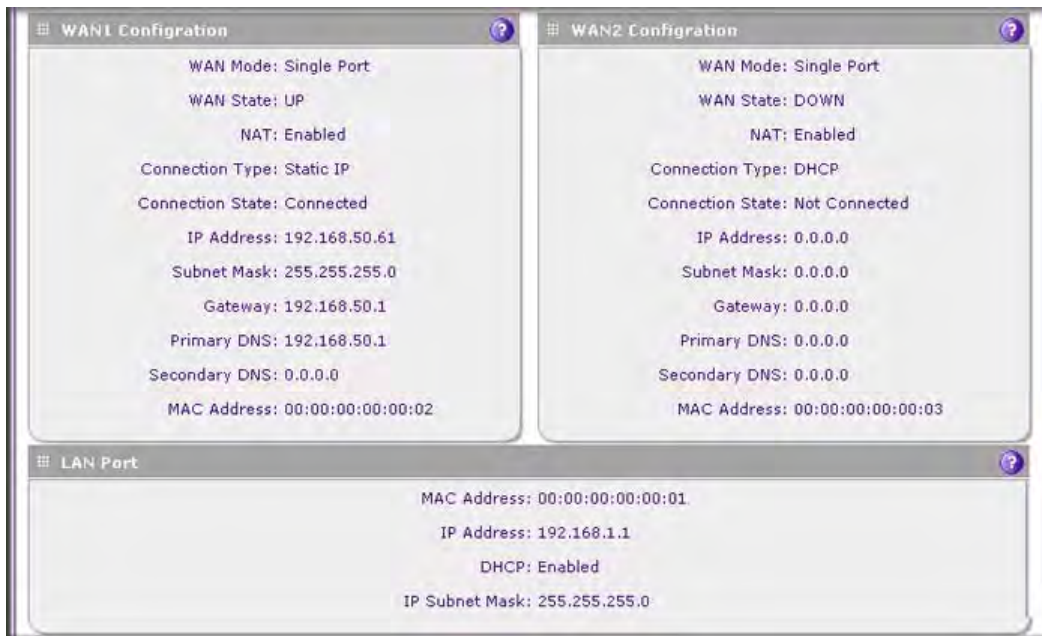 WAN1 Configration
WAN Mode: Single Port
WAN State: UP
NAT: Enabled
Connection Type: Static IP
Connection State: Connected
IP Address: 192.168.50.61
Subnet Mask: 255.255.255.0
Gateway: 192.168.50.1
Primary DNS: 192.168.50.1
Secondary DNS: 0.0.0.0
MAC Address: 00:00:00:00:00:02
WAN2 Configration
WAN Mode: Single Port
WAN State: DOWN
NAT: Enabled
Connection Type: DHCP
Connection State: Not Connected
IP Address: 0.0.0.0
Subnet Mask: 0.0.0.0
Gateway: 0.0.0.0
Primary DNS: 0.0.0.0
Secondary DNS: 0.0.0.0
MAC Address: 00:00:00:00:00:03
LAN Port
MAC Address: 00:00:00:00:00:01
IP Address: 192.168.1.1
DHCP: Enabled
IP Subnet Mask: 255.255.255.0